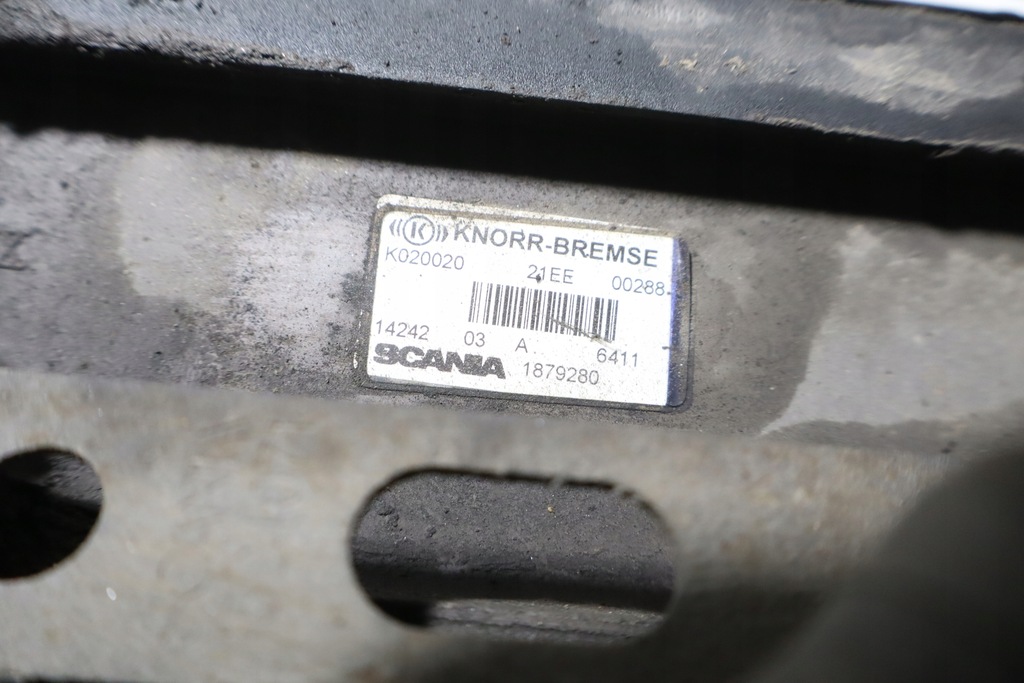 ((K)) KNORR-BREMSE
K020020 21EE 00288
14242 03 A 6411
SCANIA 1879280